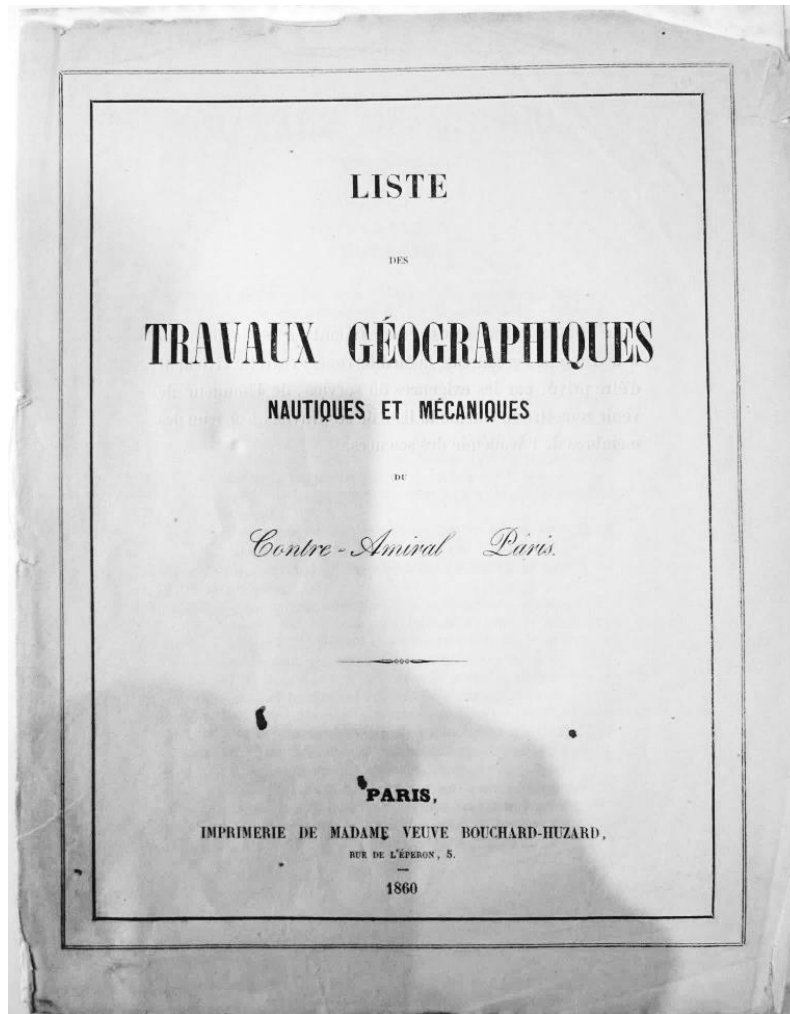 LISTE
DES
TRAVAUX GÉOGRAPHIQUES
NAUTIQUES ET MÉCANIQUES
DU
Contre-Amiral Pâris.
PARIS,
IMPRIMERIE DE MADAME VEUVE BOUCHARD-HUZARD,
RUE DE L'ÉPERON, 5.
1860